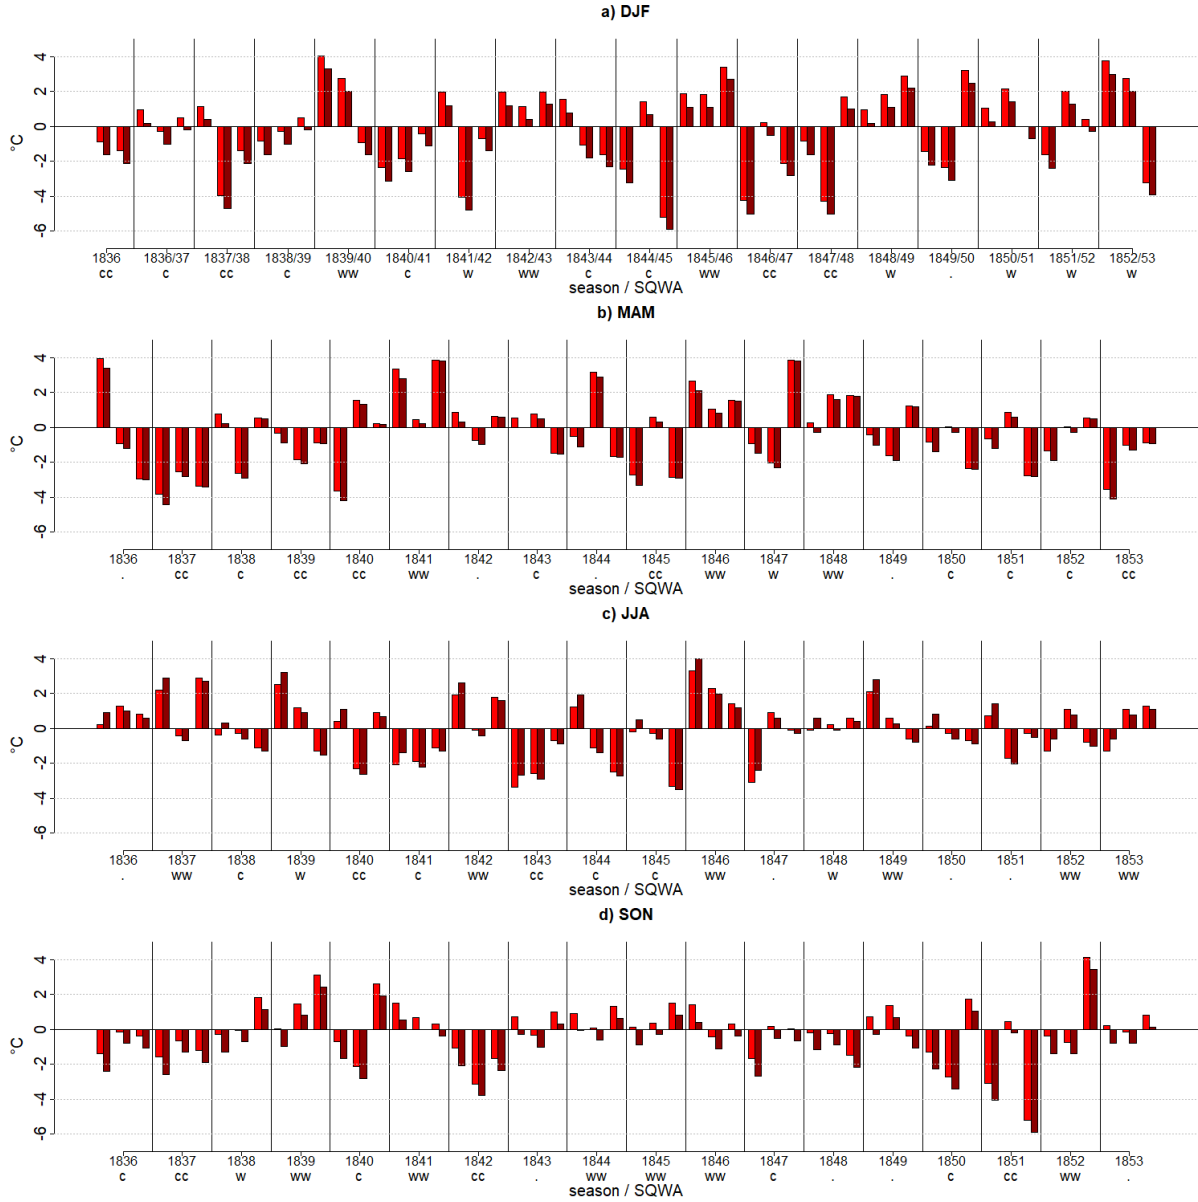 a) DJF
4
2
0
-2
-4
-6
°C
1836 1836/37 1837/38 1838/39 1839/40 1840/41 1841/42 1842/43 1843/44 1844/45 1845/46 1846/47 1847/48 1848/49 1849/50 1850/51 1851/52 1852/53
cc c cc c ww c w ww c c ww cc cc w . w w w
season / SQWA
b) MAM
4
2
0
-2
-4
-6
°C
1836 1837 1838 1839 1840 1841 1842 1843 1844 1845 1846 1847 1848 1849 1850 1851 1852 1853
. cc c cc cc ww . c . cc ww w ww . c c c cc
season / SQWA
c) JJA
4
2
0
-2
-4
-6
°C
1836 1837 1838 1839 1840 1841 1842 1843 1844 1845 1846 1847 1848 1849 1850 1851 1852 1853
. ww c w cc c ww cc c c ww . w ww . . ww ww
season / SQWA
d) SON
4
2
0
-2
-4
-6
°C
1836 1837 1838 1839 1840 1841 1842 1843 1844 1845 1846 1847 1848 1849 1850 1851 1852 1853
c cc w ww c ww cc . ww ww ww c . . c cc ww .
season / SQWA